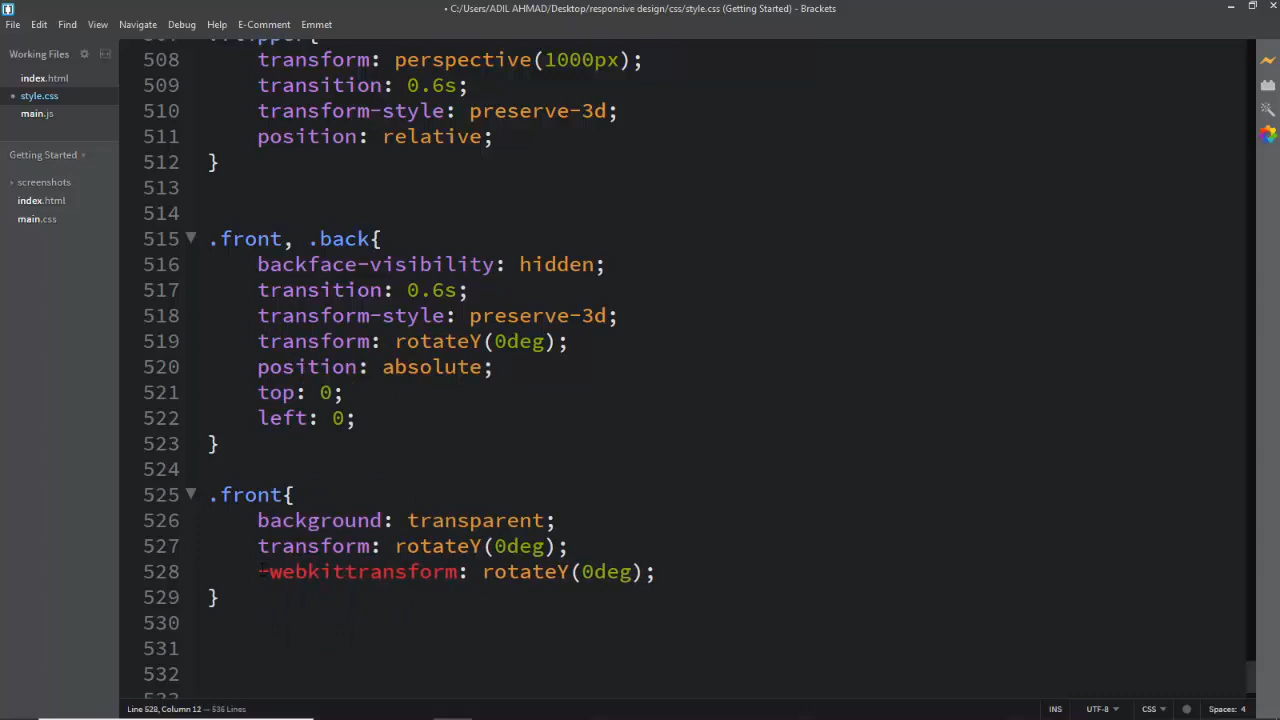 C:/Users/ADIL AHMAD/Desktop/responsive design/css/style.css (Getting Started) - Brackets
File Edit Find View Navigate Debug Help E-Comment Emmet
Working Files
index.html
style.css
main.js
Getting Started
screenshots
index.html
main.css
508 transform: perspective(1000px);
509 transition: 0.6s;
510 transform-style: preserve-3d;
511 position: relative;
512 }
513
514
515 .front, .back{
516 backface-visibility: hidden;
517 transition: 0.6s;
518 transform-style: preserve-3d;
519 transform: rotateY(0deg);
520 position: absolute;
521 top: 0;
522 left: 0;
523 }
524
525 .front{
526 background: transparent;
527 transform: rotateY(0deg);
528 -webkittransform: rotateY(0deg);
529 }
530
531
532
Line 528, Column 12 — 536 Lines
INS UTF-8 CSS Spaces: 4